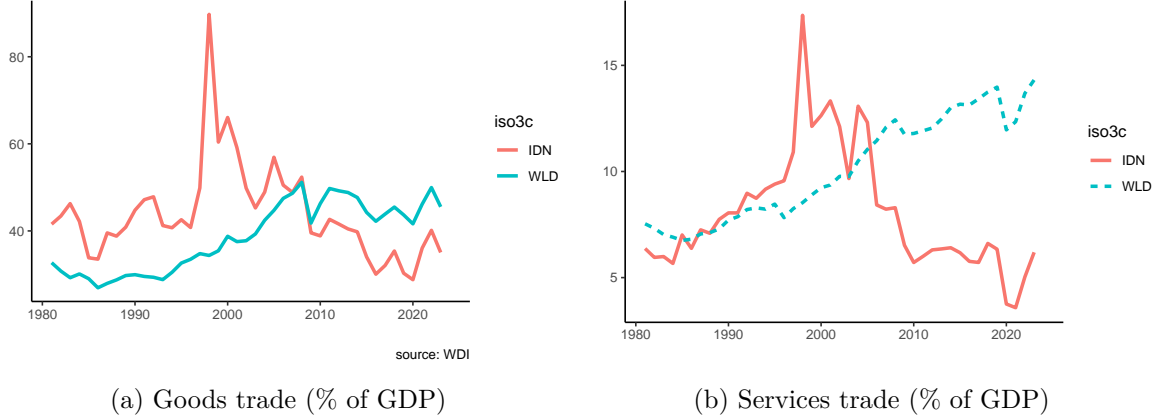 80
60
40
1980
1990
2000
2010
2020
source: WDI
iso3c
IDN
WLD
(a) Goods trade (% of GDP)
15
10
5
1980
1990
2000
2010
2020
iso3c
IDN
WLD
(b) Services trade (% of GDP)